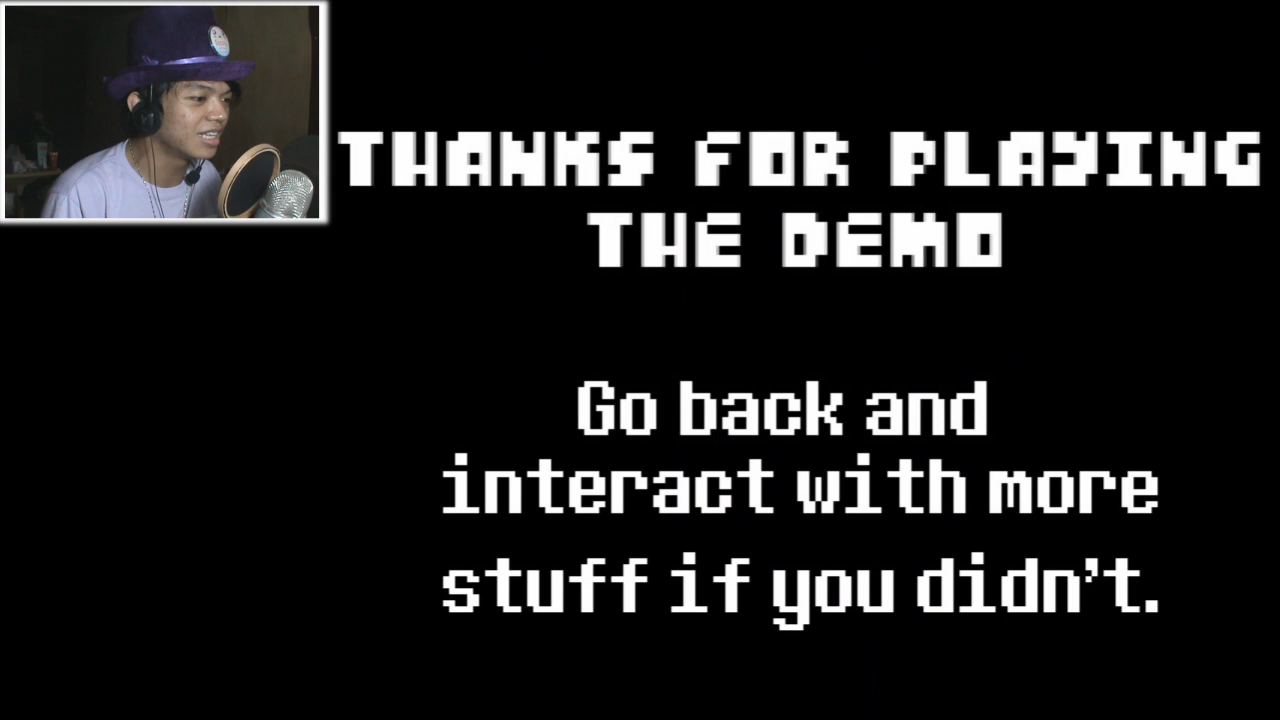 THANKS FOR PLAYING
THE DEMO
Go back and
interact with more
stuff if you didn't.